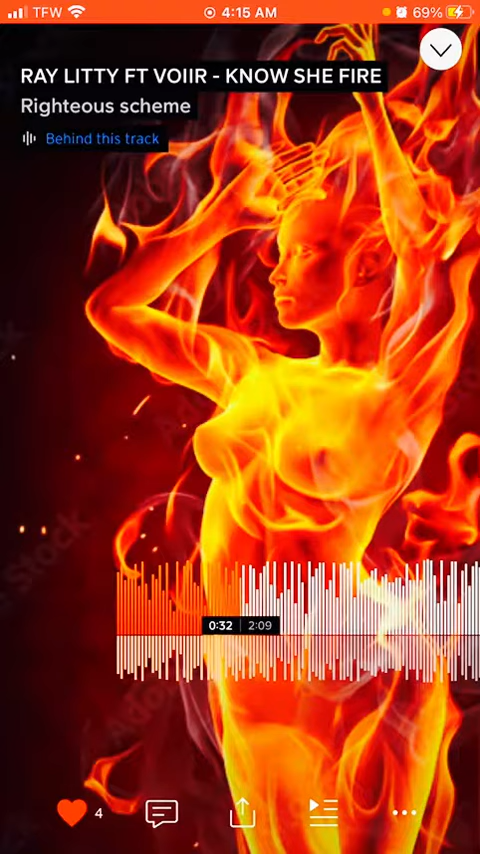 TFW 4:15 AM 69%
RAY LITTY FT VOIIR - KNOW SHE FIRE
Righteous scheme
Behind this track
0:32 2:09
4